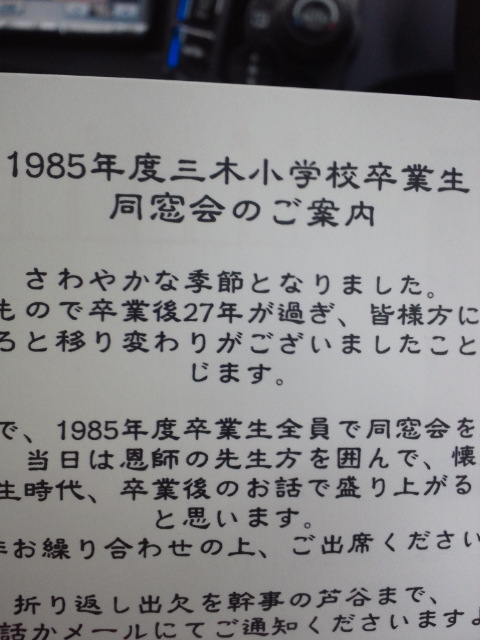 1985年度三木小学校卒業生
同窓会のご案内
さわやかな季節となりました。
もので卒業後27年が過ぎ、皆様方に
ろと移り変わりがございましたこと
じます。
で、1985年度卒業生全員で同窓会を
当日は恩師の先生方を囲んで、懐
生時代、卒業後のお話で盛り上がる
と思います。
お繰り合わせの上、ご出席ください
折り返し出欠を幹事の芦谷まで、
話かメールにてご通知くださいますよ